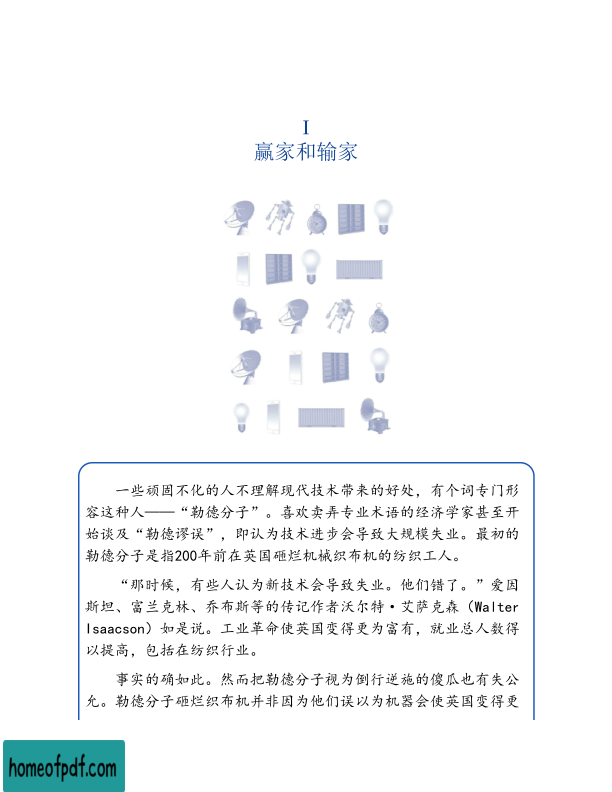 I
赢家和输家
一些顽固不化的人不理解现代技术带来的好处，有个词专门形
容这种人——“勒德分子”。喜欢卖弄专业术语的经济学家甚至开
始谈及“勒德谬误”，即认为技术进步会导致大规模失业。最初的
勒德分子是指200年前在英国砸烂机械织布机的纺织工人。
“那时候，有些人认为新技术会导致失业。他们错了。”爱因
斯坦、富兰克林、乔布斯等的传记作者沃尔特·艾萨克森（Walter
Isaacson）如是说。工业革命使英国变得更为富有，就业总人数得
以提高，包括在纺织行业。
事实的确如此。然而把勒德分子视为倒行逆施的傻瓜也有失公
允。勒德分子砸烂织布机并非因为他们误以为机器会使英国变得更
homeofpdf.com